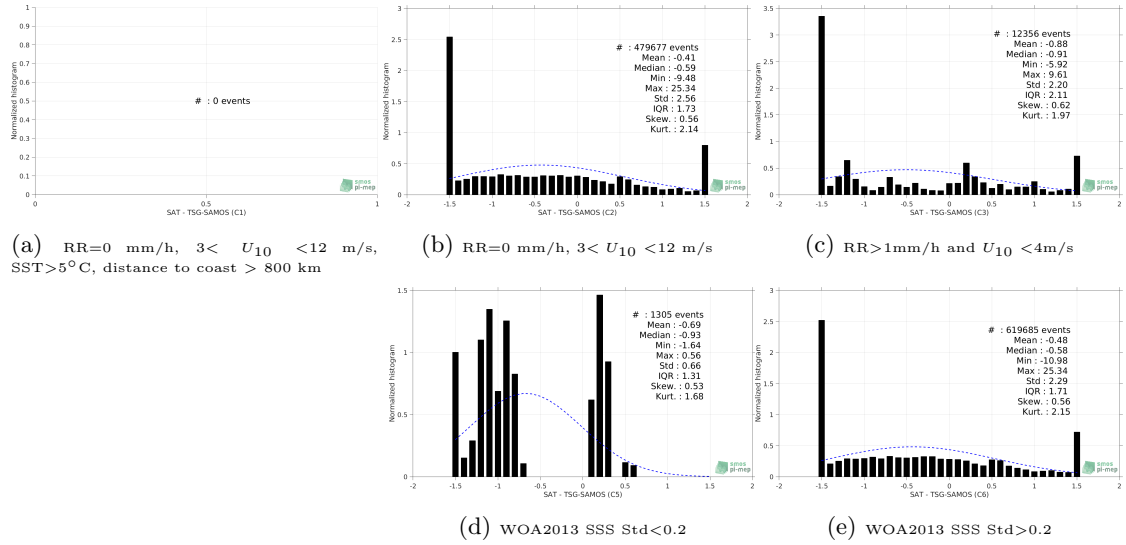 1
0.9
0.8
0.7
0.6
0.5
0.4
0.3
0.2
0.1
0
Normalized histogram
# : 0 events
smos
pi-mep
0 0.5 1
SAT - TSG-SAMOS (C1)
(a) RR=0 mm/h, 3< U10 <12 m/s,
SST>5°C, distance to coast > 800 km
3
2.5
2
1.5
1
0.5
0
Normalized histogram
# : 479677 events
Mean : -0.41
Median : -0.59
Min : -9.48
Max : 25.34
Std : 2.56
IQR : 1.73
Skew. : 0.56
Kurt. : 2.14
smos
pi-mep
-2 -1.5 -1 -0.5 0 0.5 1 1.5 2
SAT - TSG-SAMOS (C2)
(b) RR=0 mm/h, 3< U10 <12 m/s
3.5
3
2.5
2
1.5
1
0.5
0
Normalized histogram
# : 12356 events
Mean : -0.88
Median : -0.91
Min : -5.92
Max : 9.61
Std : 2.20
IQR : 2.11
Skew. : 0.62
Kurt. : 1.97
smos
pi-mep
-2 -1.5 -1 -0.5 0 0.5 1 1.5 2
SAT - TSG-SAMOS (C3)
(c) RR>1mm/h and U10 <4m/s
1.5
1
0.5
0
Normalized histogram
# : 1305 events
Mean : -0.69
Median : -0.93
Min : -1.64
Max : 0.56
Std : 0.66
IQR : 1.31
Skew. : 0.53
Kurt. : 1.68
smos
pi-mep
-2 -1.5 -1 -0.5 0 0.5 1 1.5 2
SAT - TSG-SAMOS (C5)
(d) WOA2013 SSS Std<0.2
3
2.5
2
1.5
1
0.5
0
Normalized histogram
# : 619685 events
Mean : -0.48
Median : -0.58
Min : -10.98
Max : 25.34
Std : 2.29
IQR : 1.71
Skew. : 0.56
Kurt. : 2.15
smos
pi-mep
-2 -1.5 -1 -0.5 0 0.5 1 1.5 2
SAT - TSG-SAMOS (C6)
(e) WOA2013 SSS Std>0.2